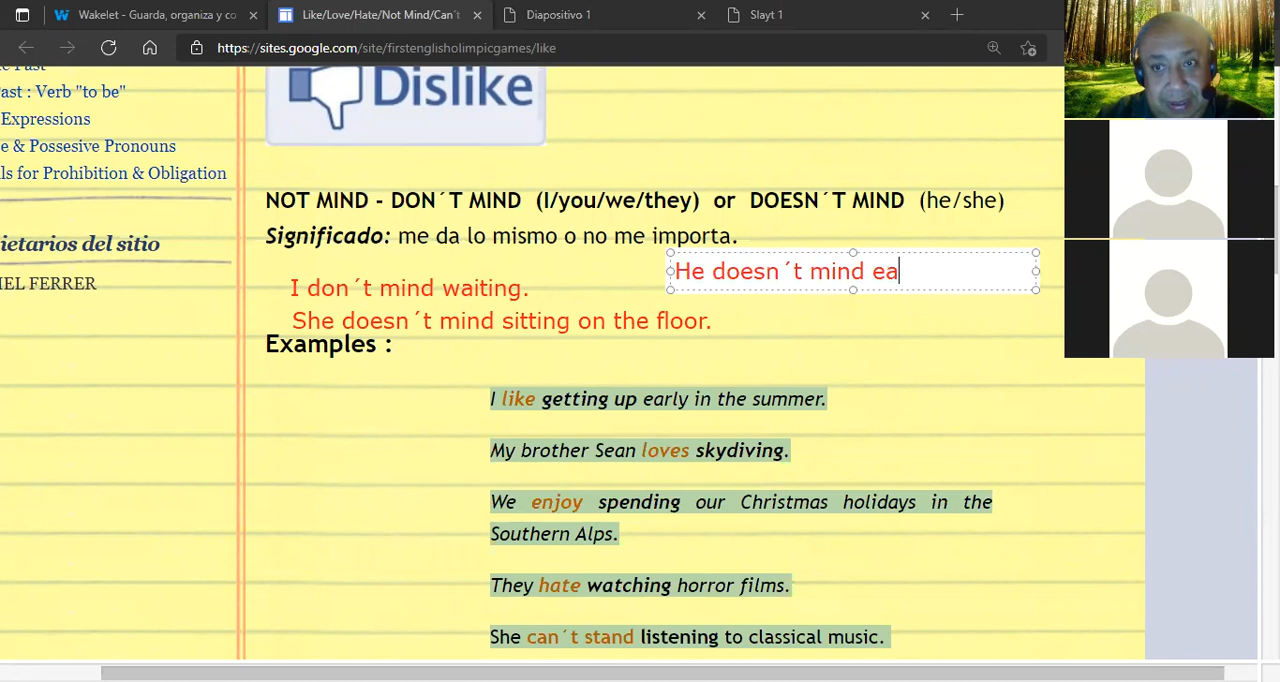 Wakelet - Guarda, organiza y co
Like/Love/Hate/Not Mind/Can´t
Diapositivo 1
Slayt 1
https://sites.google.com/site/firstenglisholimpicgames/like
e Past
ast : Verb "to be"
Expressions
e & Possesive Pronouns
ls for Prohibition & Obligation
ietarios del sitio
IEL FERRER
Dislike
NOT MIND - DON´T MIND (I/you/we/they) or DOESN´T MIND (he/she)
Significado: me da lo mismo o no me importa.
He doesn´t mind ea
I don´t mind waiting.
She doesn´t mind sitting on the floor.
Examples :
I like getting up early in the summer.
My brother Sean loves skydiving.
We enjoy spending our Christmas holidays in the
Southern Alps.
They hate watching horror films.
She can´t stand listening to classical music.